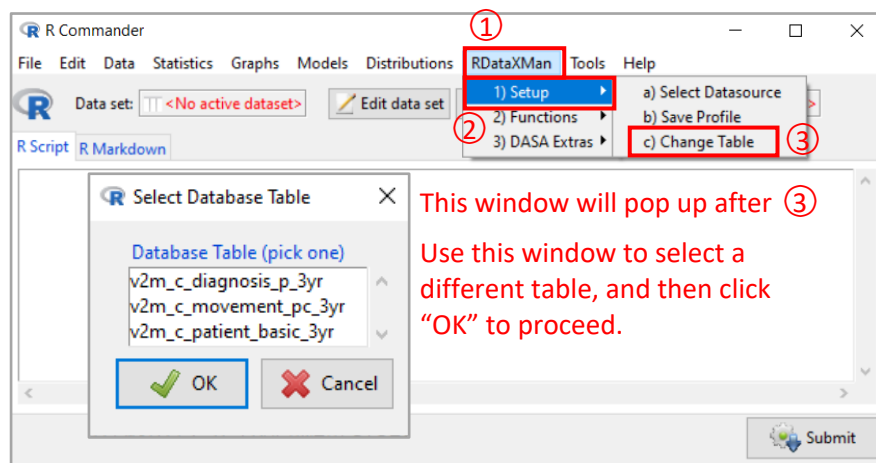 ①
R Commander
File Edit Data Statistics Graphs Models Distributions RDataXMan Tools Help
Data set: <No active dataset> Edit data set
1) Setup a) Select Datasource
② 2) Functions b) Save Profile
3) DASA Extras c) Change Table ③
R Script R Markdown
Select Database Table
Database Table (pick one)
v2m_c_diagnosis_p_3yr
v2m_c_movement_pc_3yr
v2m_c_patient_basic_3yr
OK Cancel
This window will pop up after ③
Use this window to select a
different table, and then click
“OK” to proceed.
Submit